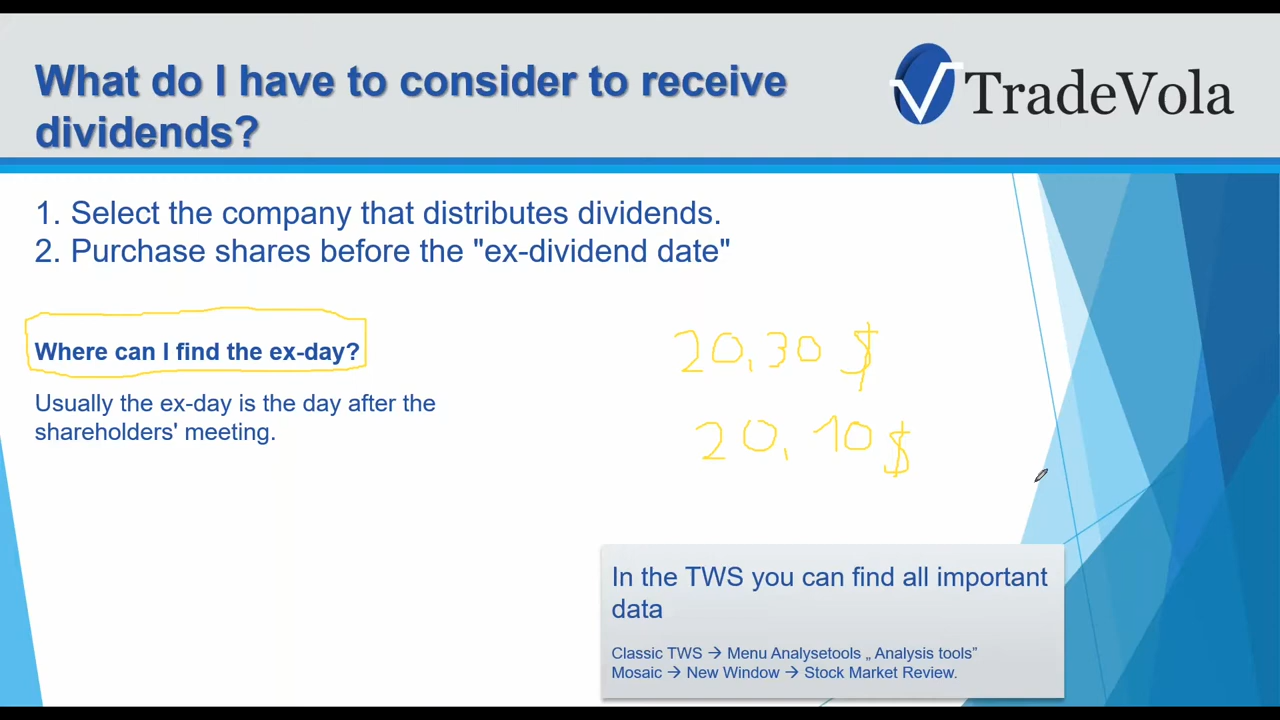 What do I have to consider to receive
dividends?
TradeVola
1. Select the company that distributes dividends.
2. Purchase shares before the "ex-dividend date"
Where can I find the ex-day?
Usually the ex-day is the day after the
shareholders' meeting.
20,30 $
20,10 $
In the TWS you can find all important
data
Classic TWS → Menu Analysetools „ Analysis tools”
Mosaic → New Window → Stock Market Review.